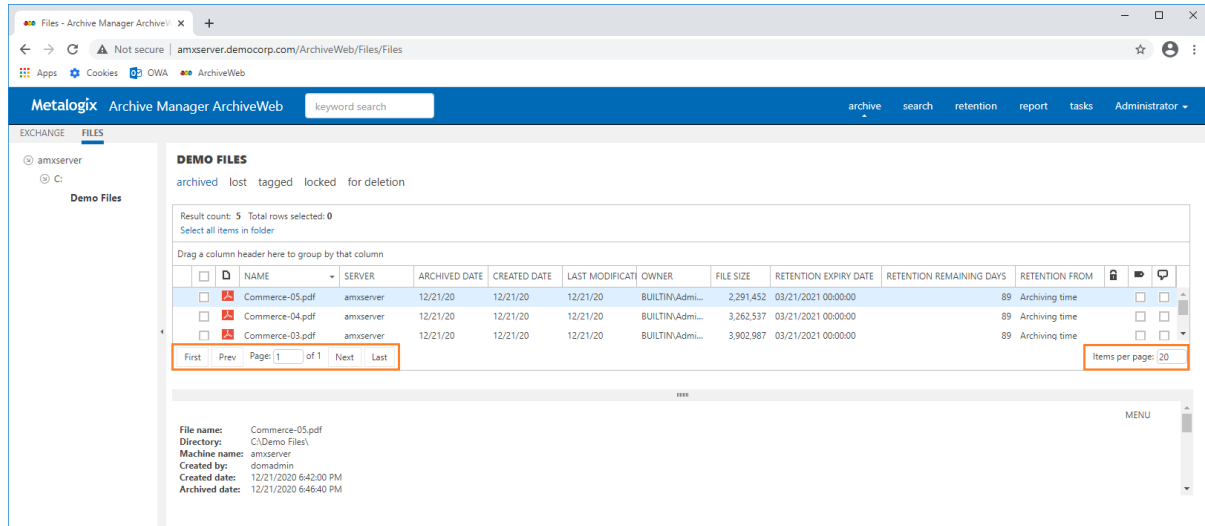 Files - Archive Manager ArchiveW
Not secure | amxserver.democorp.com/ArchiveWeb/Files/Files
Apps Cookies OWA ArchiveWeb
Metalogix Archive Manager ArchiveWeb keyword search archive search retention report tasks Administrator
EXCHANGE FILES
amxserver
C:
Demo Files
DEMO FILES
archived lost tagged locked for deletion
Result count: 5 Total rows selected: 0
Select all items in folder
Drag a column header here to group by that column
NAME SERVER ARCHIVED DATE CREATED DATE LAST MODIFICATI OWNER FILE SIZE RETENTION EXPIRY DATE RETENTION REMAINING DAYS RETENTION FROM
Commerce-05.pdf amxserver 12/21/20 12/21/20 12/21/20 BUILTIN\Admi... 2,291,452 03/21/2021 00:00:00 89 Archiving time
Commerce-04.pdf amxserver 12/21/20 12/21/20 12/21/20 BUILTIN\Admi... 3,262,537 03/21/2021 00:00:00 89 Archiving time
Commerce-03.pdf amxserver 12/21/20 12/21/20 12/21/20 BUILTIN\Admi... 3,902,987 03/21/2021 00:00:00 89 Archiving time
First Prev Page: 1 of 1 Next Last Items per page: 20
MENU
File name: Commerce-05.pdf
Directory: C:\Demo Files\
Machine name: amxserver
Created by: domadmin
Created date: 12/21/2020 6:42:00 PM
Archived date: 12/21/2020 6:46:40 PM